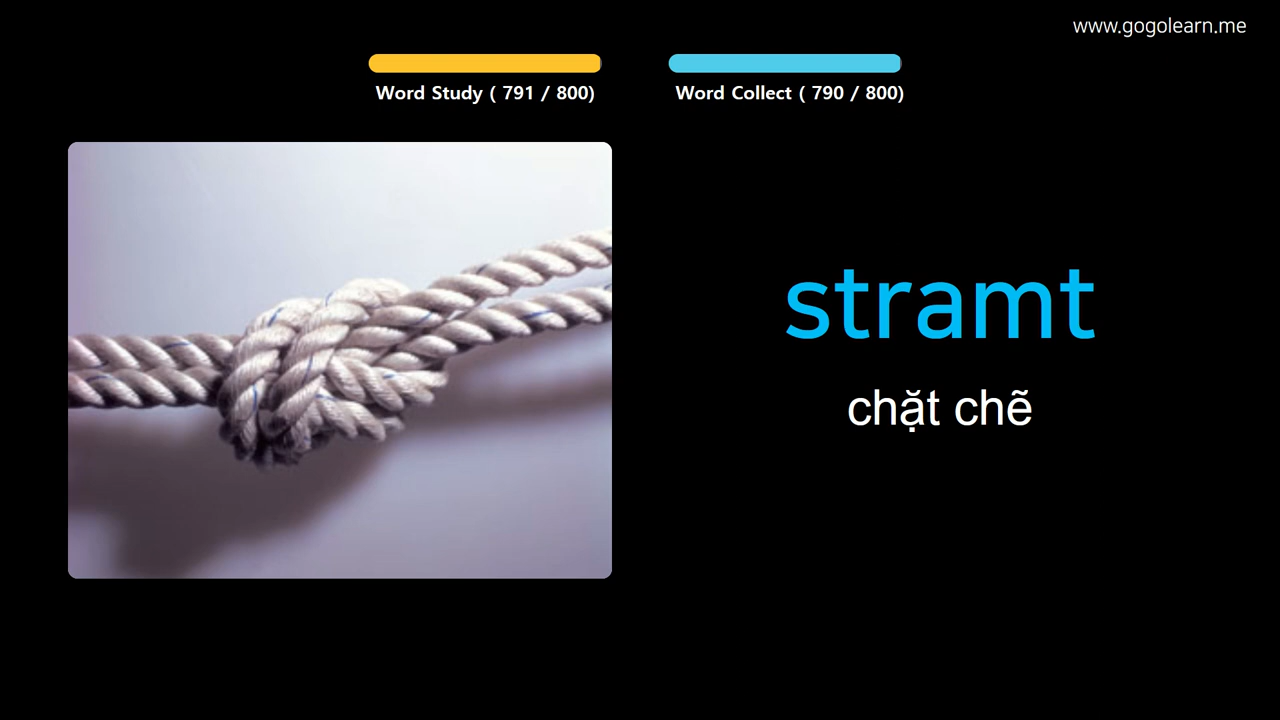 www.gogolearn.me
Word Study ( 791 / 800)
Word Collect ( 790 / 800)
stramt
chặt chẽ